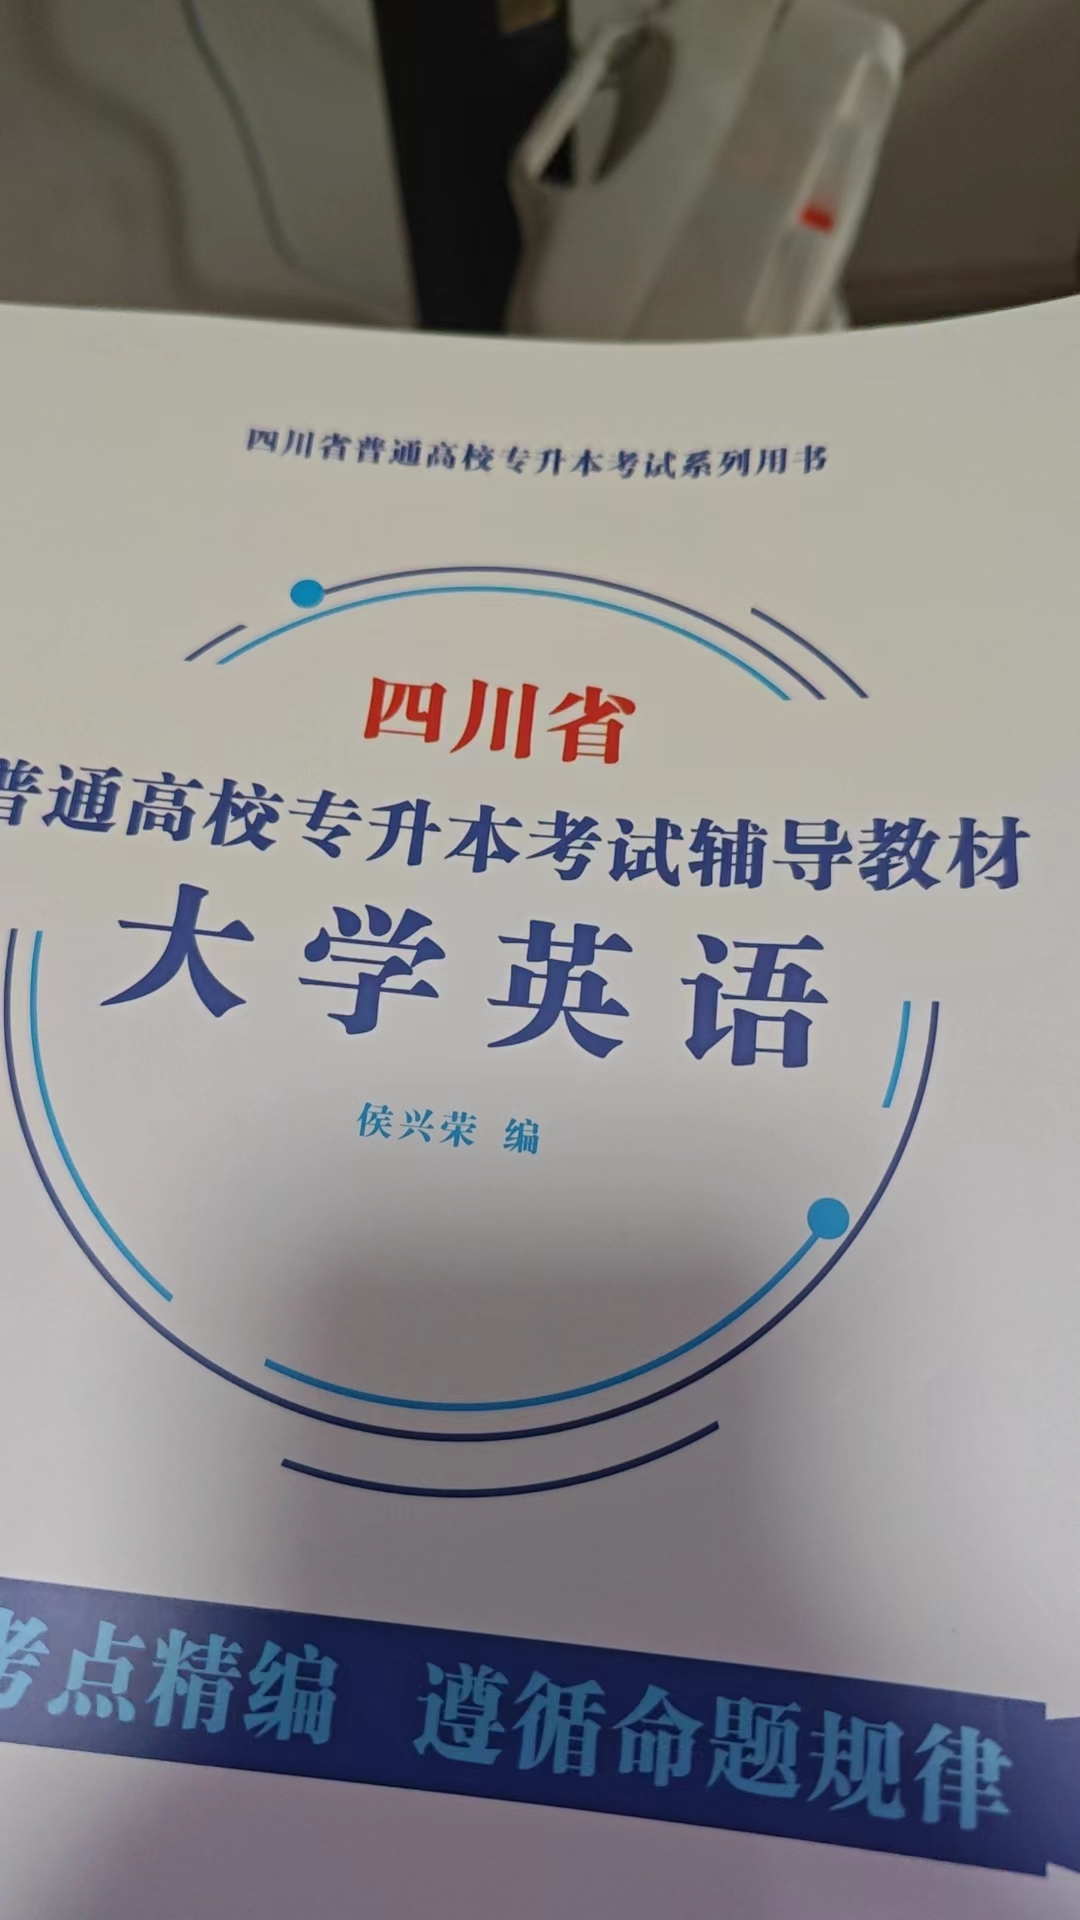 四川省普通高校专升本考试系列用书
四川省
普通高校专升本考试辅导教材
大学英语
侯兴荣 编
考点精编 遵循命题规律